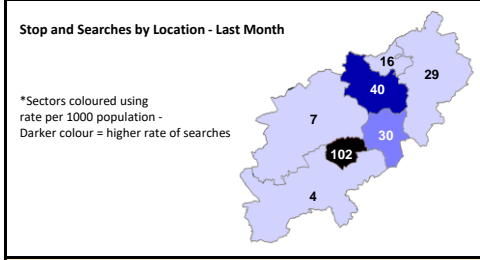 Stop and Searches by Location - Last Month
16
29
40
*Sectors coloured using
rate per 1000 population -
Darker colour = higher rate of searches
7
30
102
4